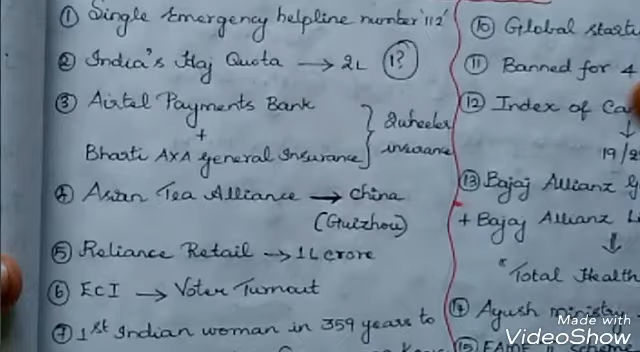 ① Single Emergency helpline number '112'
② India's Haj Quota → 2L 1?
③ Airtel Payments Bank
+
Bharti AXA general Insurance
2wheeler
insurance
④ Asian Tea Alliance → China
(Guizhou)
⑤ Reliance Retail → 1L crore
⑥ ECI → Voter Turnout
⑦ 1st Indian woman in 359 years to
⑩ Global
⑪ Banned for 4
⑫ Index of
↓
19/2
⑬ Bajaj Allianz
+ Bajaj Allianz
↓
* Total Health
⑭ Ayush ministry
⑮ scheme
Made with
VideoShow